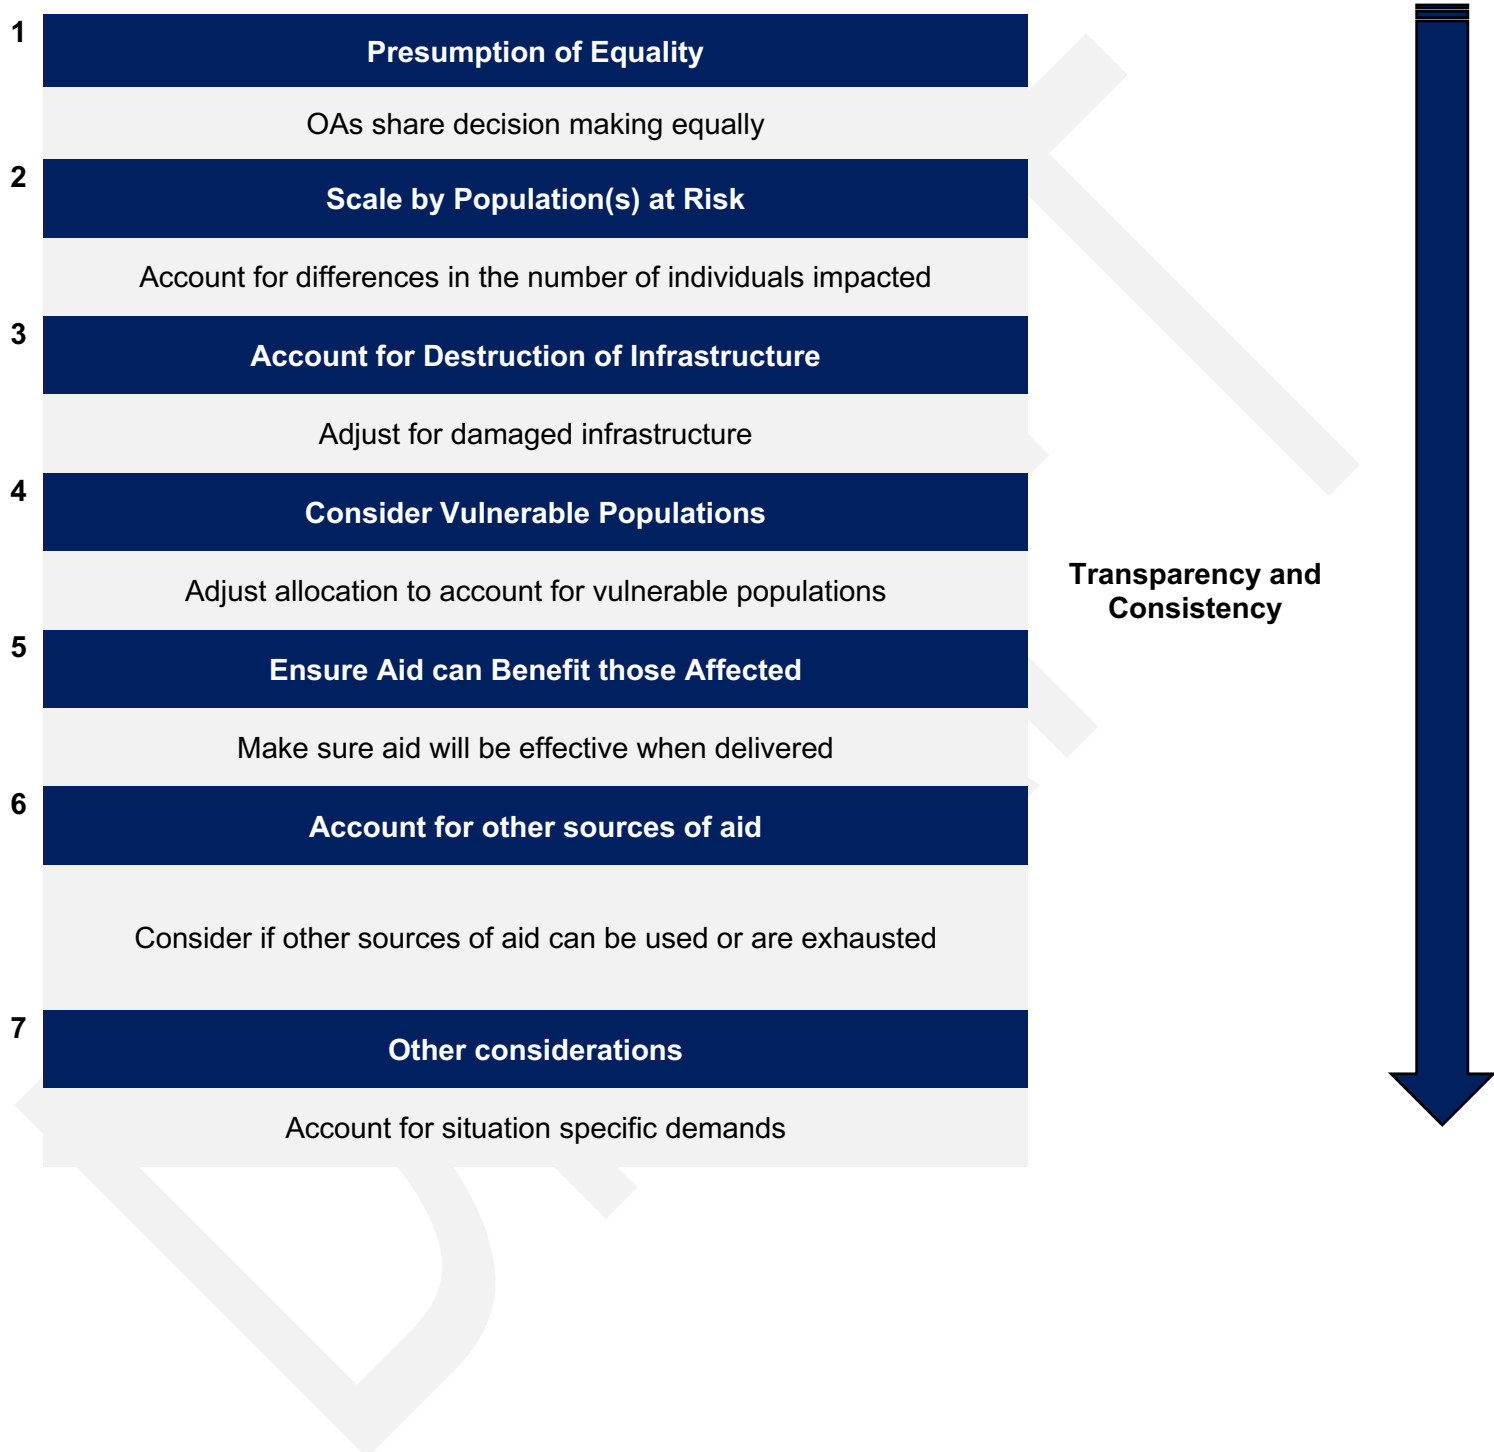 1
Presumption of Equality
OAs share decision making equally
2
Scale by Population(s) at Risk
Account for differences in the number of individuals impacted
3
Account for Destruction of Infrastructure
Adjust for damaged infrastructure
4
Consider Vulnerable Populations
Adjust allocation to account for vulnerable populations
5
Ensure Aid can Benefit those Affected
Make sure aid will be effective when delivered
6
Account for other sources of aid
Consider if other sources of aid can be used or are exhausted
7
Other considerations
Account for situation specific demands
Transparency and
Consistency
DRAFT